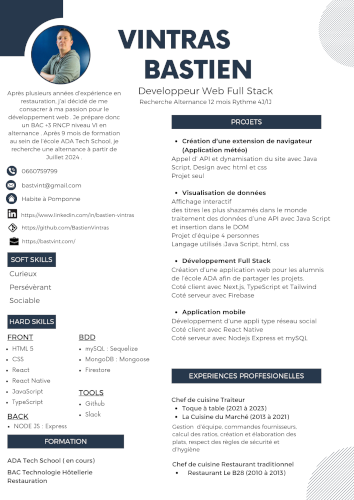 VINTRAS
BASTIEN
Developpeur Web Full Stack
Recherche Alternance 12 mois Rythme 4J/1J
Après plusieurs années d'expérience en
restauration, j'ai décidé de me
consacrer à ma passion pour le
développement web . Je prépare donc
un BAC +3 RNCP niveau VI en
alternance . Après 9 mois de formation
au sein de l'école ADA Tech School, je
recherche une alternance à partir de
Juillet 2024 .
0660759799
bastvint@gmail.com
Habite à Pomponne
https://www.linkedin.com/in/bastien-vintras
https://github.com/BastienVintras
https://bastvint.com/
SOFT SKILLS
Curieux
Persévérant
Sociable
HARD SKILLS
FRONT
• HTML 5
• CSS
• React
• React Native
• JavaScript
• TypeScript
BACK
• NODE JS : Express
BDD
• mySQL : Sequelize
• MongoDB : Mongoose
• Firestore
TOOLS
• Github
• Slack
FORMATION
ADA Tech School ( en cours)
BAC Technologie Hôtellerie
Restauration
PROJETS
• Création d'une extension de navigateur
(Application météo)
Appel d' API et dynamisation du site avec Java
Script, Design avec html et css
Projet seul
• Visualisation de données
Affichage interactif
des titres les plus shazamés dans le monde
traitement des données d'une API avec Java Script
et insertion dans le DOM
Projet d'équipe 4 personnes
Langage utilisés Java Script, html, css
• Développement Full Stack
Création d'une application web pour les alumnis
de l'école ADA afin de partager les projets.
Coté client avec Next.js, TypeScript et Tailwind
Coté serveur avec Firebase
• Application mobile
Développement d'une appli type réseau social
Coté client avec React Native
Coté serveur avec Nodejs Express et mySQL
EXPERIENCES PROFFESIONELLES
Chef de cuisine Traiteur
• Toque à table (2021 à 2023)
• La Cuisine du Marché (2013 à 2021)
Gestion d'équipe, commandes fournisseurs,
calcul des ratios, création et élaboration des
plats, respect des règles de sécurité et
d'hygiène
Chef de cuisine Restaurant traditionnel
• Restaurant Le B28 (2010 à 2013)